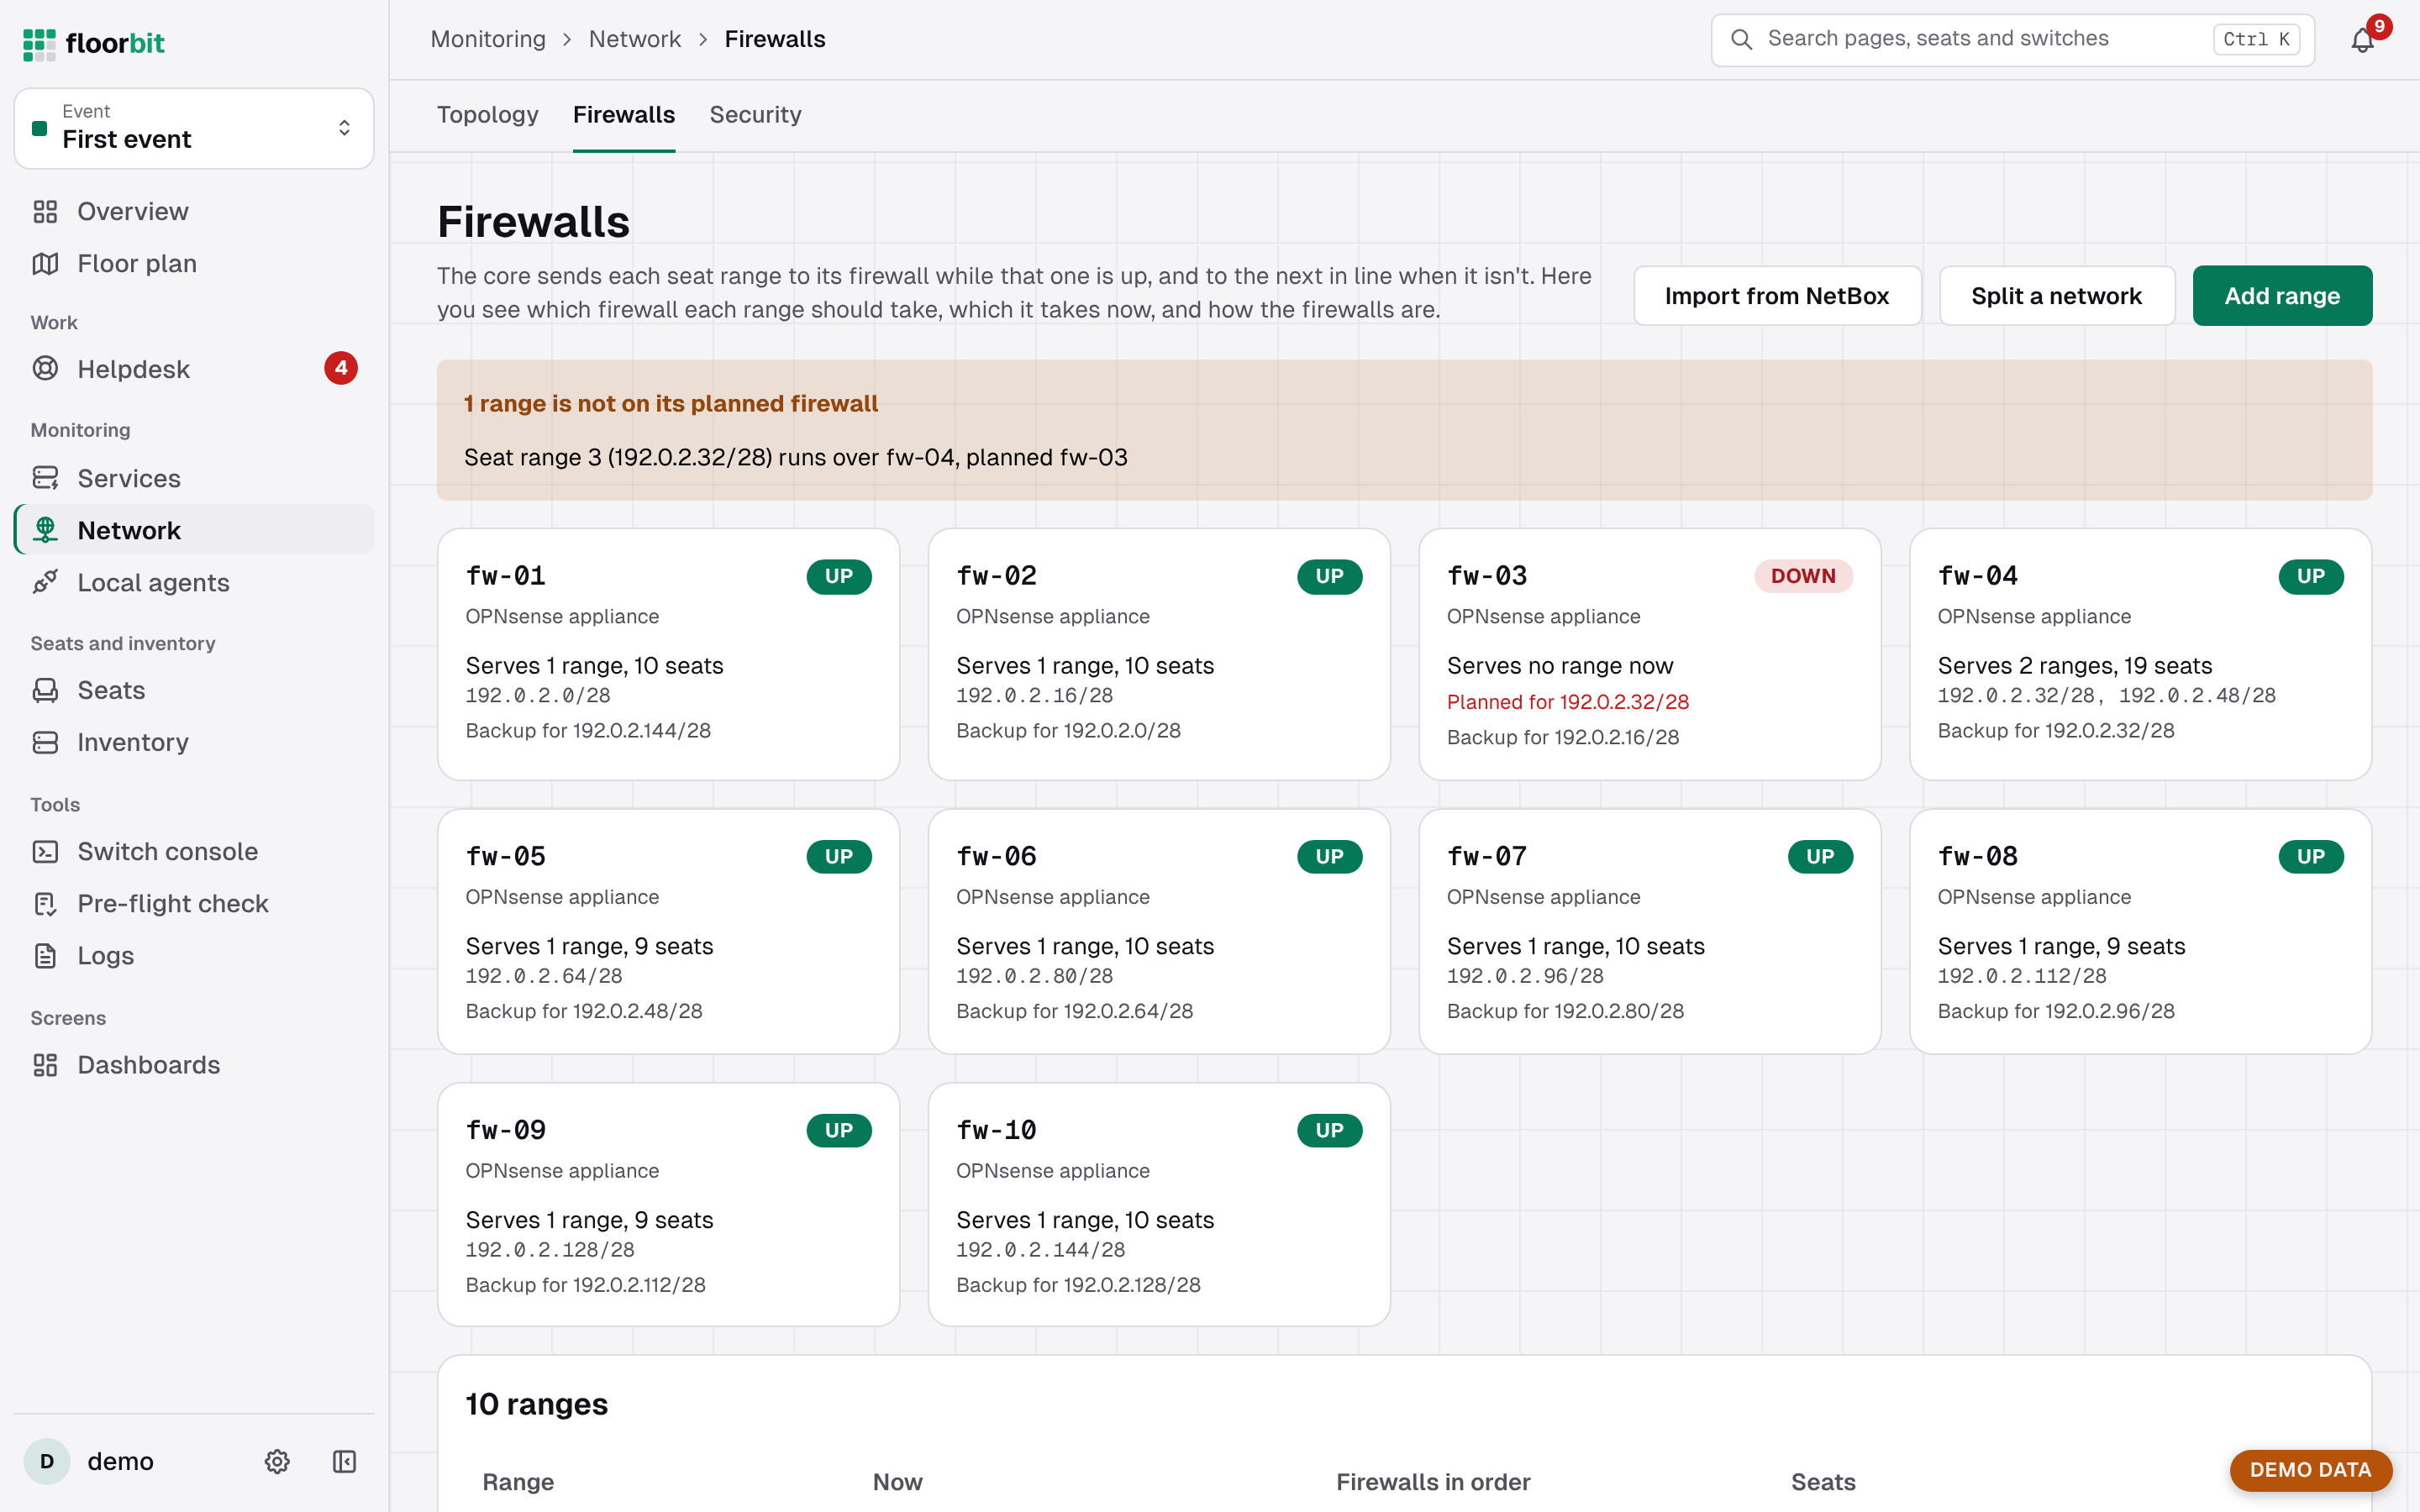 floorbit
Event
First event
Overview
Floor plan
Work
Helpdesk
4
Monitoring
Services
Network
Local agents
Seats and inventory
Seats
Inventory
Tools
Switch console
Pre-flight check
Logs
Screens
Dashboards
D
demo
Monitoring > Network > Firewalls
Search pages, seats and switches
Ctrl K
9
Topology
Firewalls
Security
Firewalls
The core sends each seat range to its firewall while that one is up, and to the next in line when it isn't. Here
you see which firewall each range should take, which it takes now, and how the firewalls are.
Import from NetBox
Split a network
Add range
1 range is not on its planned firewall
Seat range 3 (192.0.2.32/28) runs over fw-04, planned fw-03
fw-01
UP
OPNsense appliance
Serves 1 range, 10 seats
192.0.2.0/28
Backup for 192.0.2.144/28
fw-02
UP
OPNsense appliance
Serves 1 range, 10 seats
192.0.2.16/28
Backup for 192.0.2.0/28
fw-03
DOWN
OPNsense appliance
Serves no range now
Planned for 192.0.2.32/28
Backup for 192.0.2.16/28
fw-04
UP
OPNsense appliance
Serves 2 ranges, 19 seats
192.0.2.32/28, 192.0.2.48/28
Backup for 192.0.2.32/28
fw-05
UP
OPNsense appliance
Serves 1 range, 9 seats
192.0.2.64/28
Backup for 192.0.2.48/28
fw-06
UP
OPNsense appliance
Serves 1 range, 10 seats
192.0.2.80/28
Backup for 192.0.2.64/28
fw-07
UP
OPNsense appliance
Serves 1 range, 10 seats
192.0.2.96/28
Backup for 192.0.2.80/28
fw-08
UP
OPNsense appliance
Serves 1 range, 9 seats
192.0.2.112/28
Backup for 192.0.2.96/28
fw-09
UP
OPNsense appliance
Serves 1 range, 9 seats
192.0.2.128/28
Backup for 192.0.2.112/28
fw-10
UP
OPNsense appliance
Serves 1 range, 10 seats
192.0.2.144/28
Backup for 192.0.2.128/28
10 ranges
Range
Now
Firewalls in order
Seats
DEMO DATA